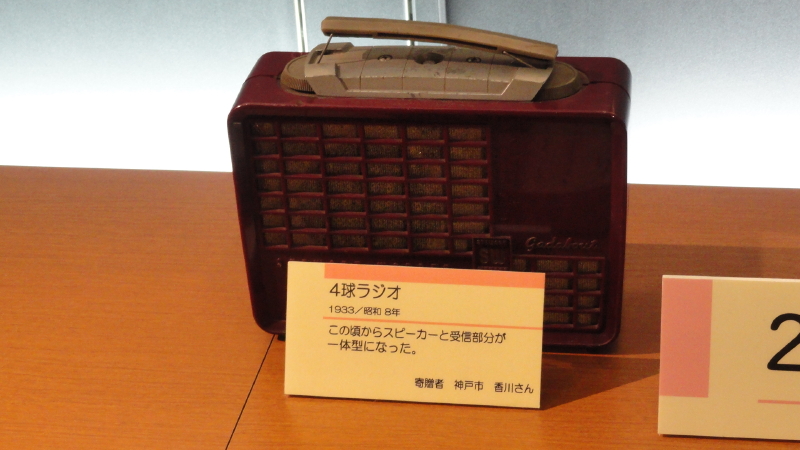 4球ラジオ
1933／昭和 8年
この頃からスピーカーと受信部分が
一体型になった。
寄贈者　神戸市　香川さん
2